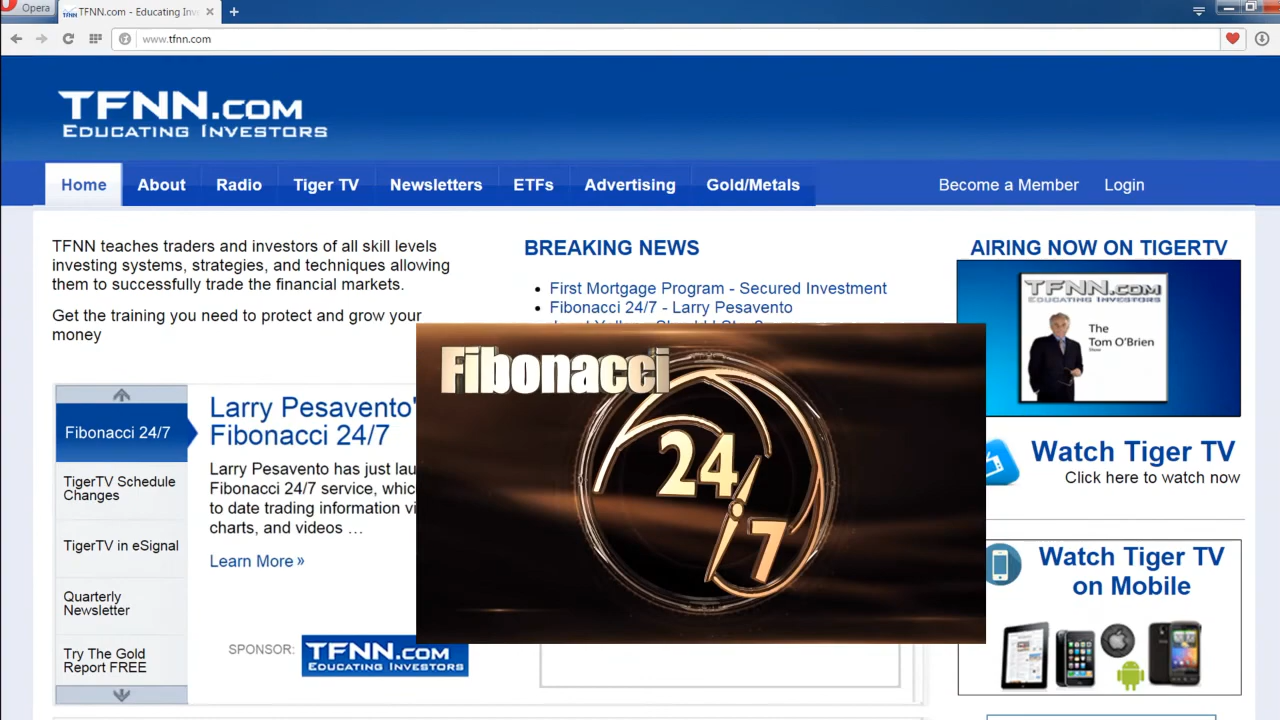 Opera
TFNN.com - Educating Inv
www.tfnn.com
TFNN.COM
EDUCATING INVESTORS
Home
About
Radio
Tiger TV
Newsletters
ETFs
Advertising
Gold/Metals
Become a Member
Login
TFNN teaches traders and investors of all skill levels
investing systems, strategies, and techniques allowing
them to successfully trade the financial markets.
Get the training you need to protect and grow your
money
BREAKING NEWS
First Mortgage Program - Secured Investment
Fibonacci 24/7 - Larry Pesavento
AIRING NOW ON TIGERTV
TFNN.COM
EDUCATING INVESTORS
The
Tom O'Brien
Show
Fibonacci 24/7
TigerTV Schedule
Changes
TigerTV in eSignal
Quarterly
Newsletter
Try The Gold
Report FREE
Larry Pesavento'
Fibonacci 24/7
Larry Pesavento has just lau
Fibonacci 24/7 service, whic
to date trading information vi
charts, and videos …
Learn More »
SPONSOR:
TFNN.COM
EDUCATING INVESTORS
Fibonacci
24
7
Watch Tiger TV
Click here to watch now
Watch Tiger TV
on Mobile